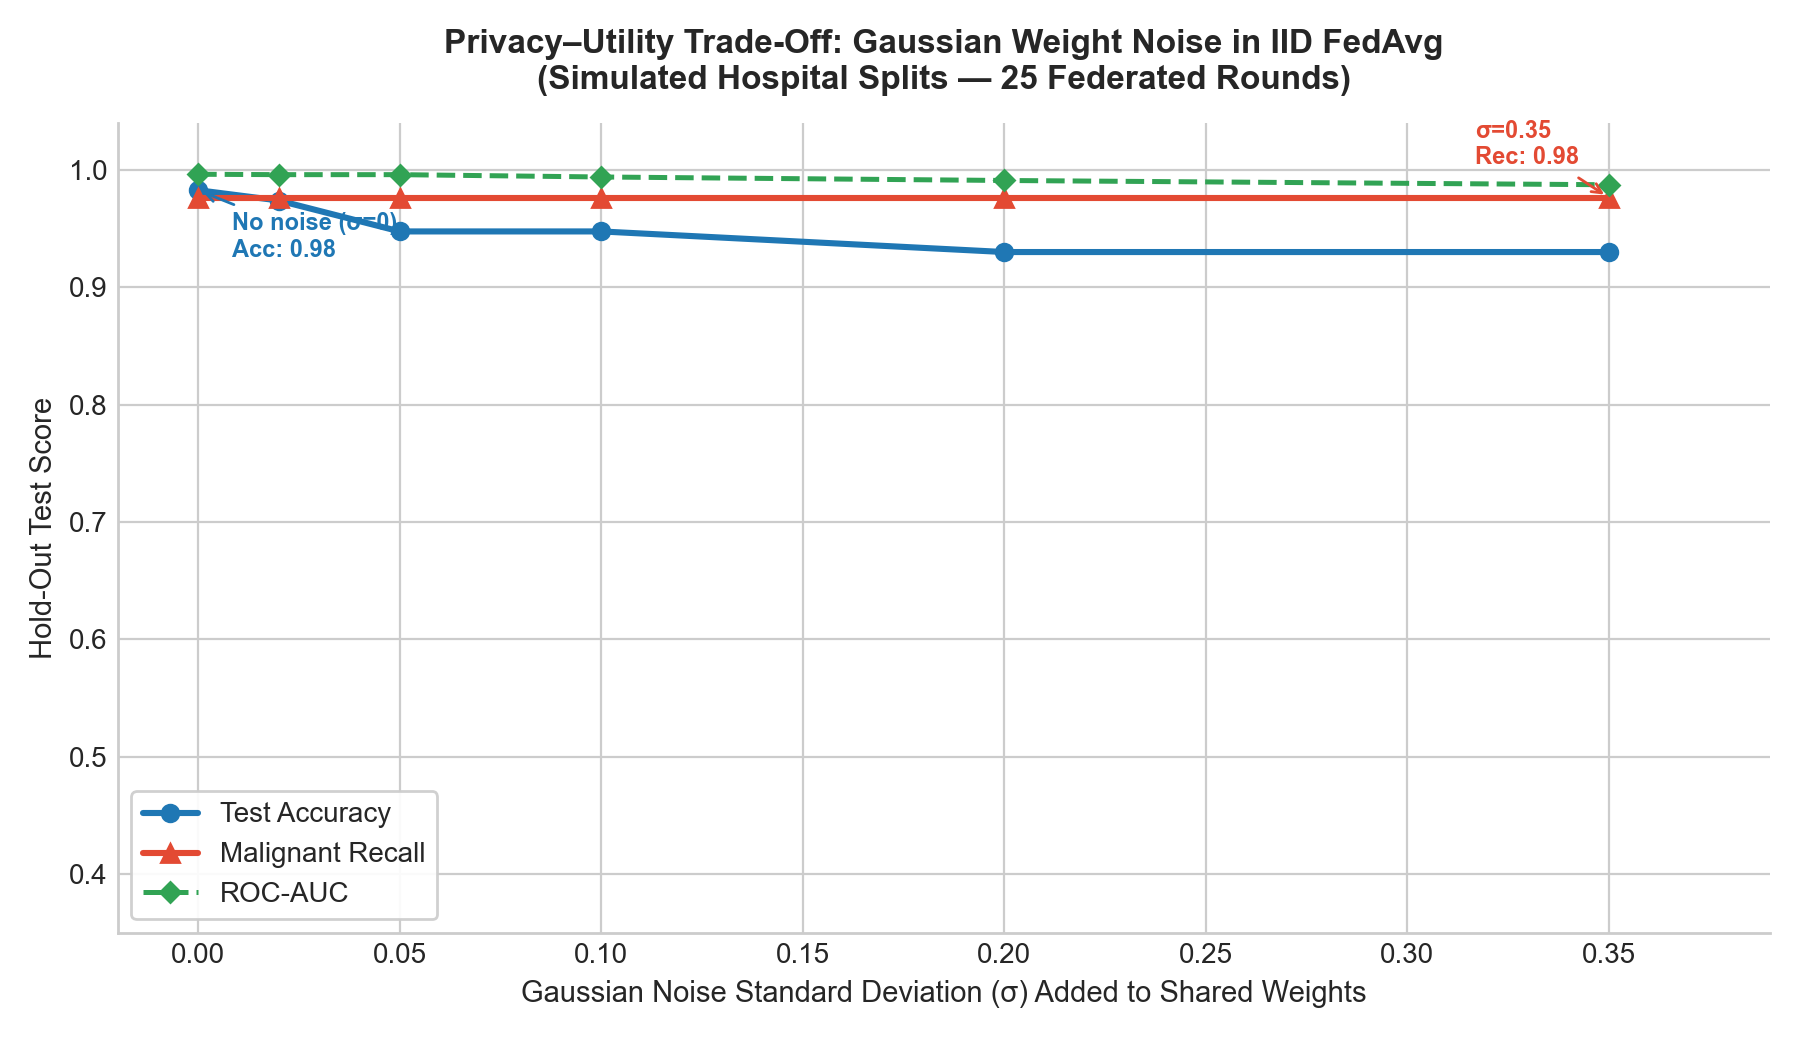 Privacy–Utility Trade-Off: Gaussian Weight Noise in IID FedAvg
(Simulated Hospital Splits — 25 Federated Rounds)
σ=0.35
Rec: 0.98
No noise (σ=0)
Acc: 0.98
Hold-Out Test Score
1.0
0.9
0.8
0.7
0.6
0.5
0.4
Test Accuracy
Malignant Recall
ROC-AUC
0.00 0.05 0.10 0.15 0.20 0.25 0.30 0.35
Gaussian Noise Standard Deviation (σ) Added to Shared Weights